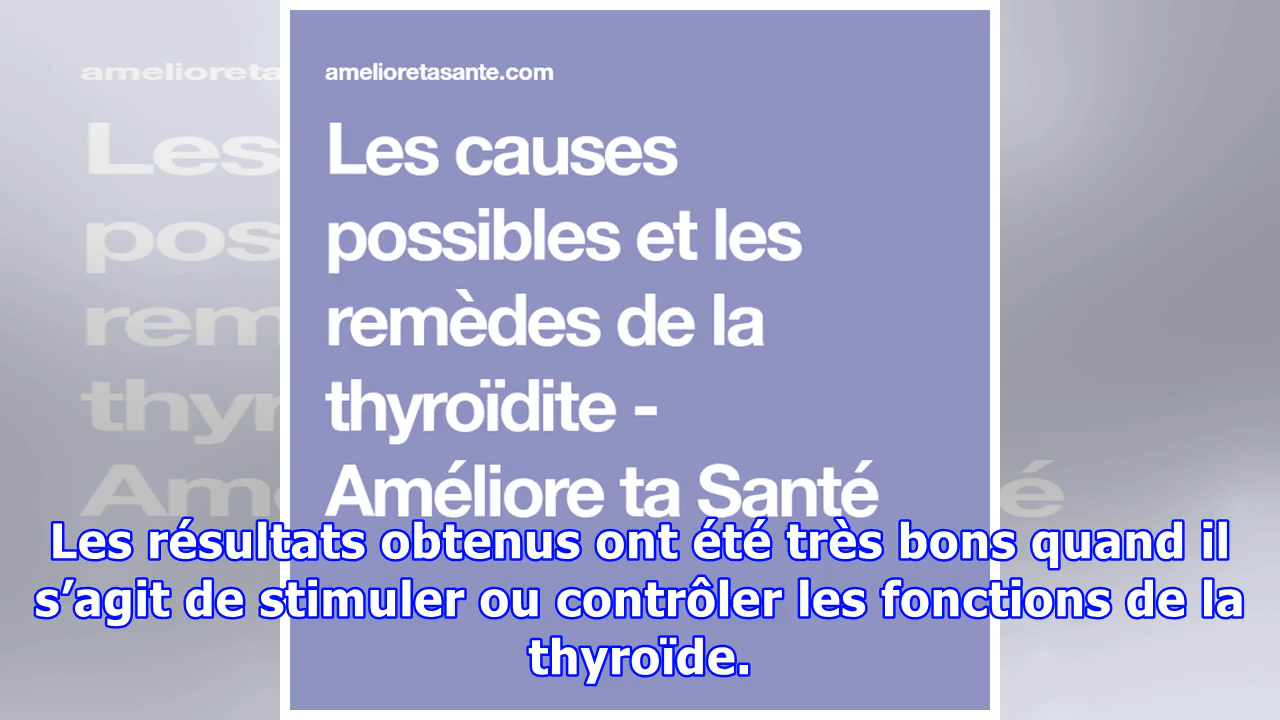 amelioretasante.com
Les causes
possibles et les
remèdes de la
thyroïdite -
Améliore ta Santé
Les résultats obtenus ont été très bons quand il
s’agit de stimuler ou contrôler les fonctions de la
thyroïde.